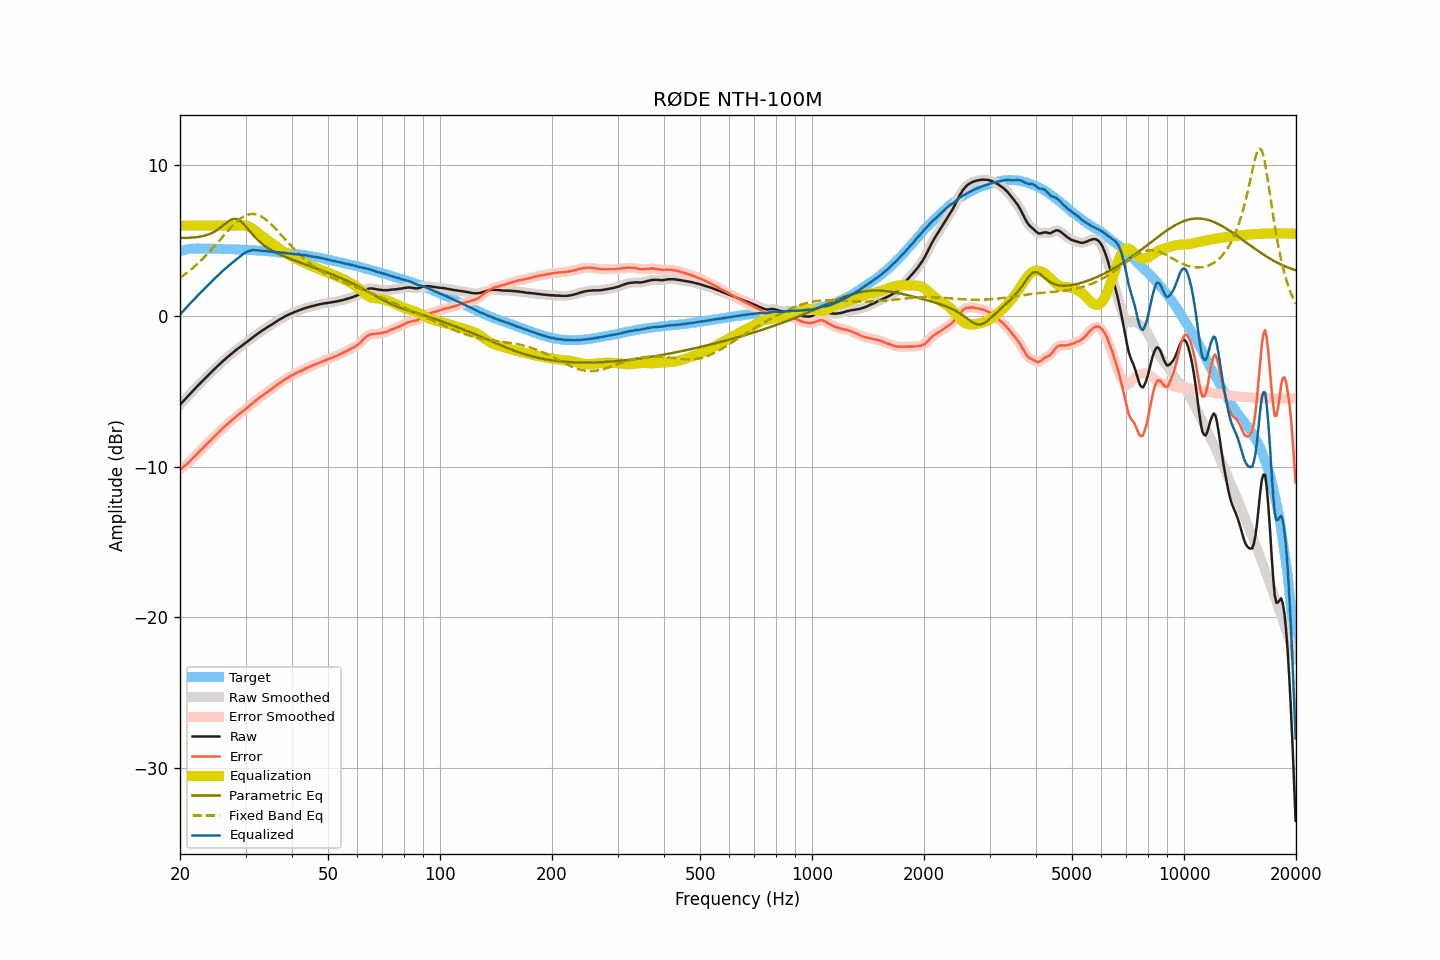 RØDE NTH-100M
Amplitude (dBr)
10
0
−10
−20
−30
Target
Raw Smoothed
Error Smoothed
Raw
Error
Equalization
Parametric Eq
Fixed Band Eq
Equalized
20 50 100 200 500 1000 2000 5000 10000 20000
Frequency (Hz)